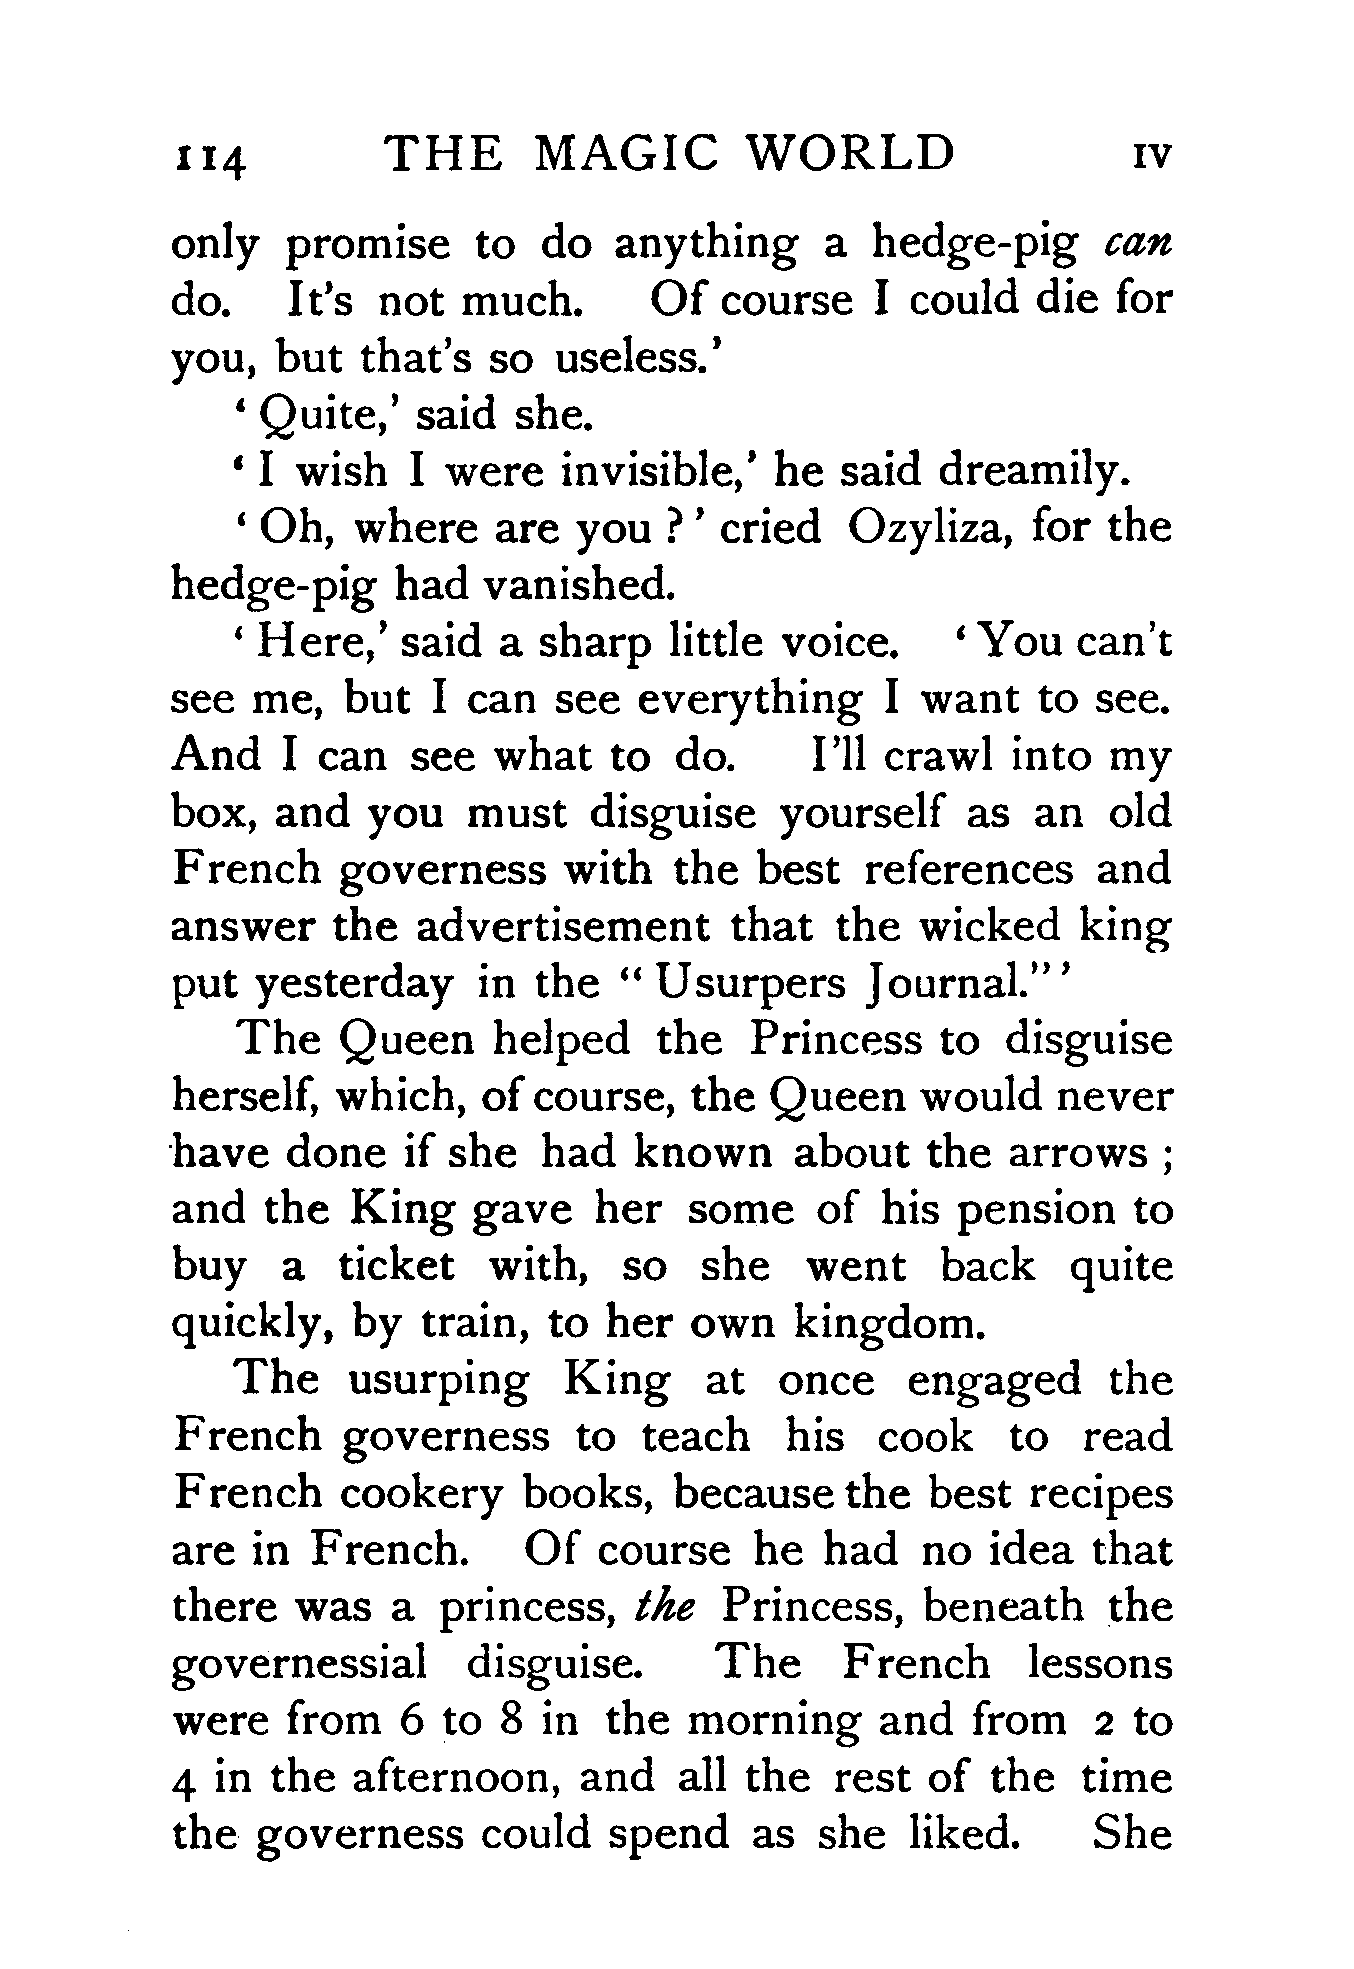 114 THE MAGIC WORLD IV
only promise to do anything a hedge-pig can
do. It's not much. Of course I could die for
you, but that's so useless.'
‘ Quite,’ said she.
‘ I wish I were invisible,’ he said dreamily.
‘ Oh, where are you ? ’ cried Ozyliza, for the
hedge-pig had vanished.
‘ Here,’ said a sharp little voice. ‘ You can't
see me, but I can see everything I want to see.
And I can see what to do. I'll crawl into my
box, and you must disguise yourself as an old
French governess with the best references and
answer the advertisement that the wicked king
put yesterday in the “ Usurpers Journal.” ’
The Queen helped the Princess to disguise
herself, which, of course, the Queen would never
have done if she had known about the arrows ;
and the King gave her some of his pension to
buy a ticket with, so she went back quite
quickly, by train, to her own kingdom.
The usurping King at once engaged the
French governess to teach his cook to read
French cookery books, because the best recipes
are in French. Of course he had no idea that
there was a princess, the Princess, beneath the
governessial disguise. The French lessons
were from 6 to 8 in the morning and from 2 to
4 in the afternoon, and all the rest of the time
the governess could spend as she liked. She